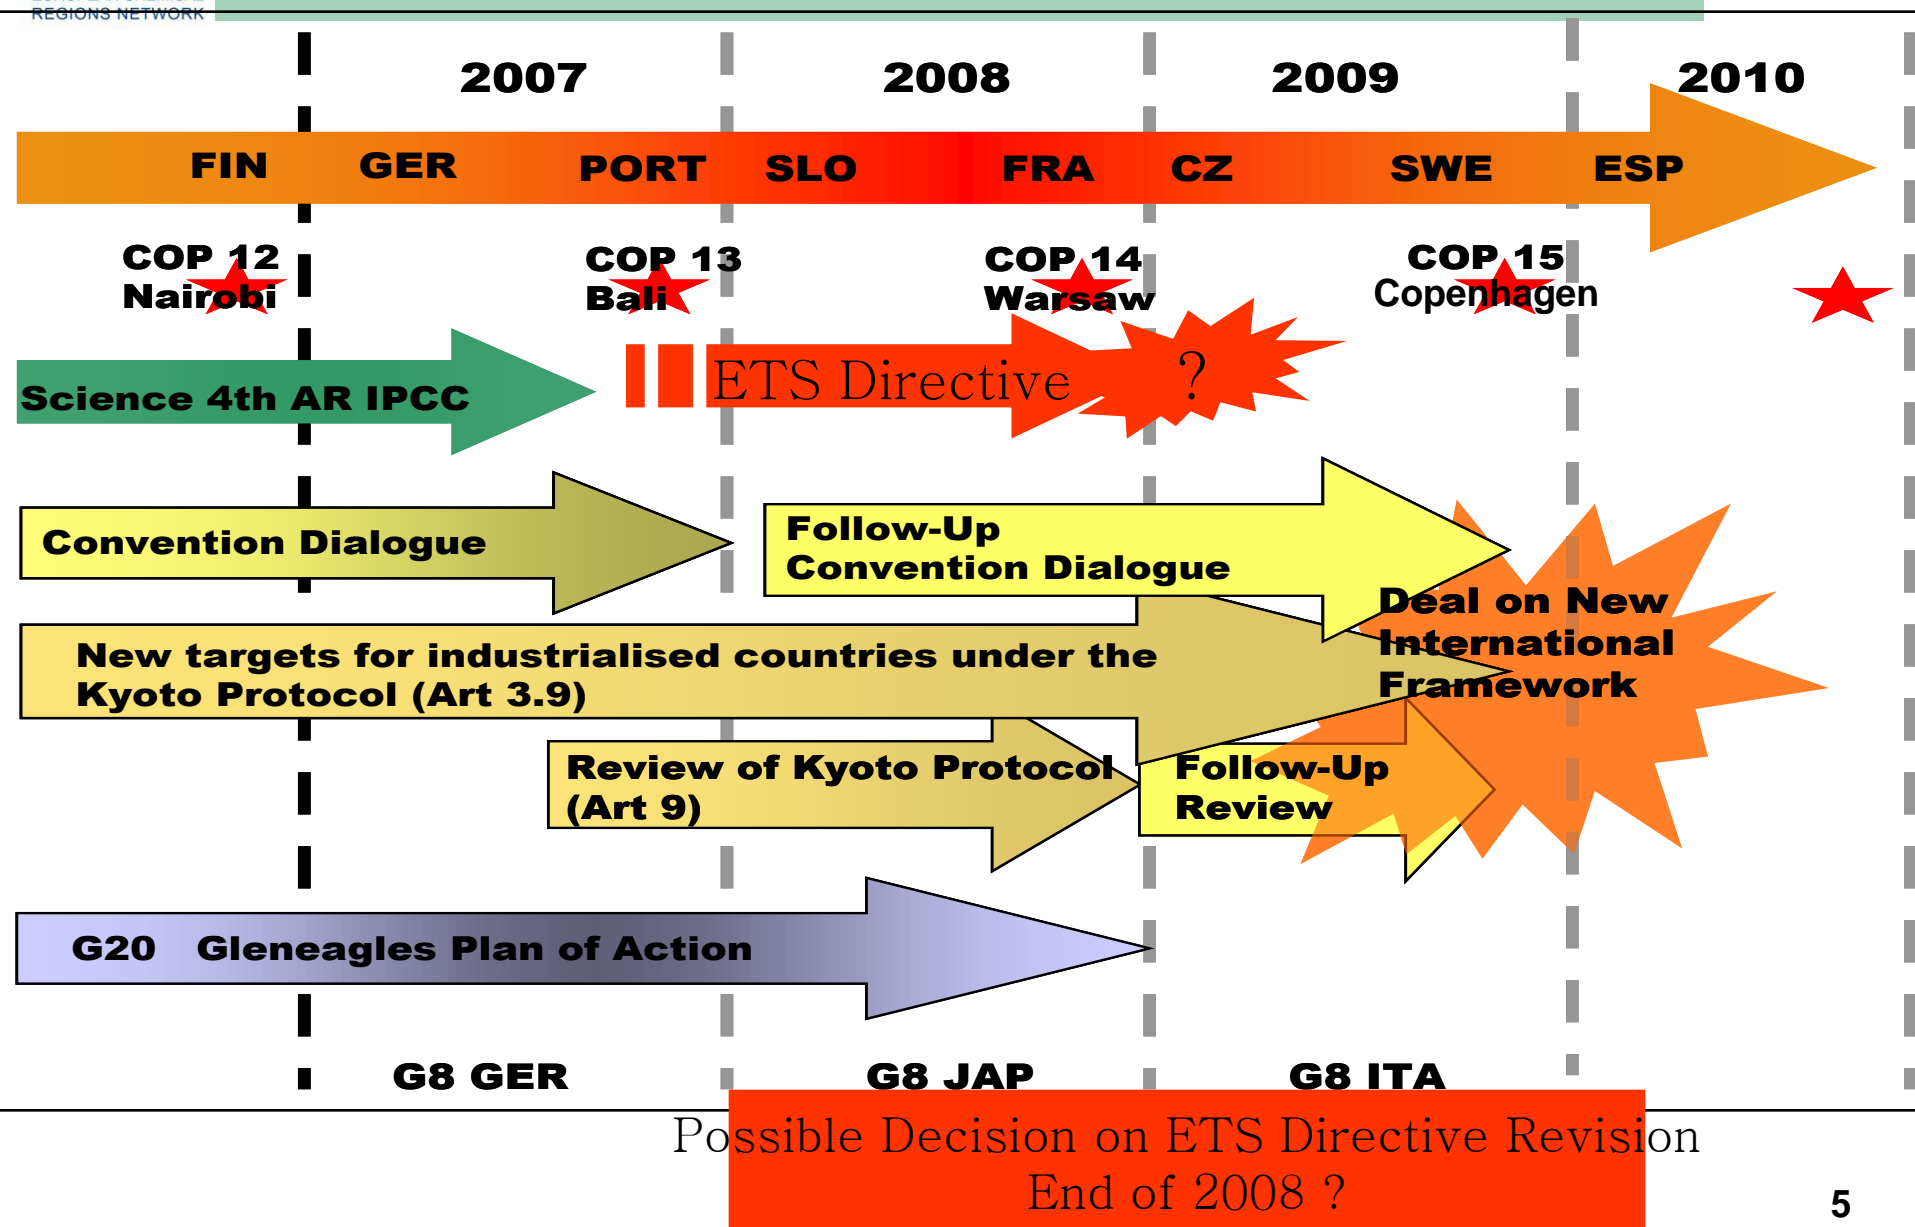 REGIONS NETWORK
2007 2008 2009 2010
FIN GER PORT SLO FRA CZ SWE ESP
COP 12
Nairobi
COP 13
Bali
COP 14
Warsaw
COP 15
Copenhagen
Science 4th AR IPCC
ETS Directive ?
Convention Dialogue
Follow-Up
Convention Dialogue
Deal on New
International
Framework
New targets for industrialised countries under the
Kyoto Protocol (Art 3.9)
Review of Kyoto Protocol
(Art 9)
Follow-Up
Review
G20 Gleneagles Plan of Action
G8 GER G8 JAP G8 ITA
Possible Decision on ETS Directive Revision
End of 2008 ?
5